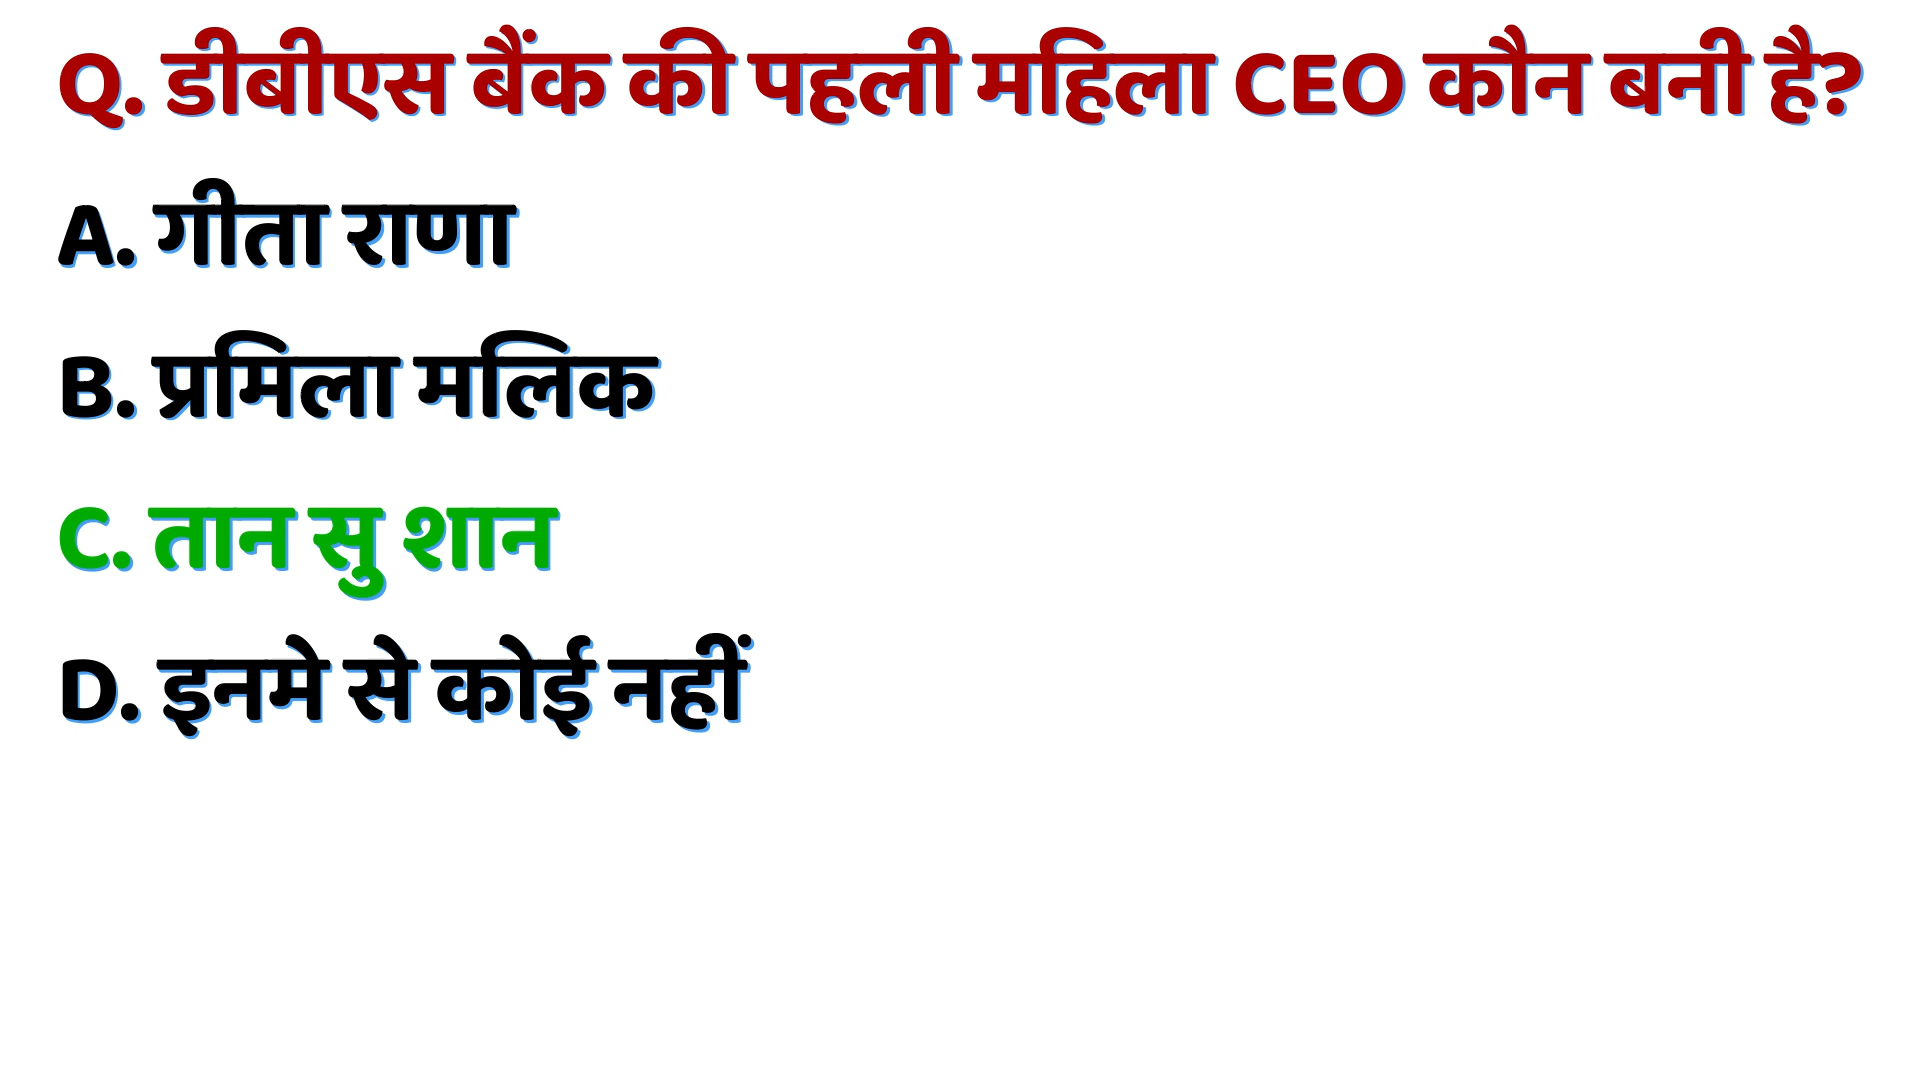 Q. डीबीएस बैंक की पहली महिला CEO कौन बनी है?
A. गीता राणा
B. प्रमिला मलिक
C. तान सु शान
D. इनमे से कोई नहीं